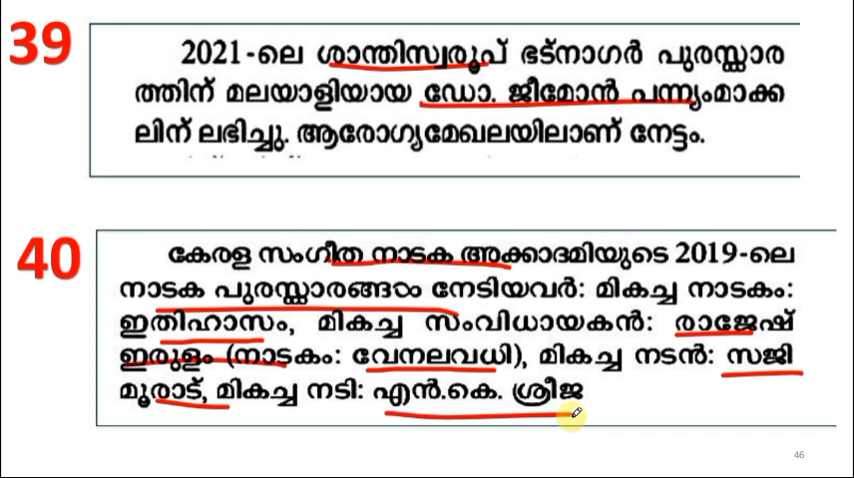 39
2021-ലെ ശാന്തിസ്വരൂപ് ഭട്നാഗർ പുരസ്കാര
ത്തിന് മലയാളിയായ ഡോ. ജീമോൻ പന്ന്യംമാക്ക
ലിന് ലഭിച്ചു. ആരോഗ്യമേഖലയിലാണ് നേട്ടം.
40
കേരള സംഗീത നാടക അക്കാദമിയുടെ 2019-ലെ
നാടക പുരസ്കാരങ്ങൾ നേടിയവർ: മികച്ച നാടകം:
ഇതിഹാസം, മികച്ച സംവിധായകൻ: രാജേഷ്
ഇരുളം (നാടകം: വേനലവധി), മികച്ച നടൻ: സജി
മൂരാട്, മികച്ച നടി: എൻ.കെ. ശ്രീജ
46